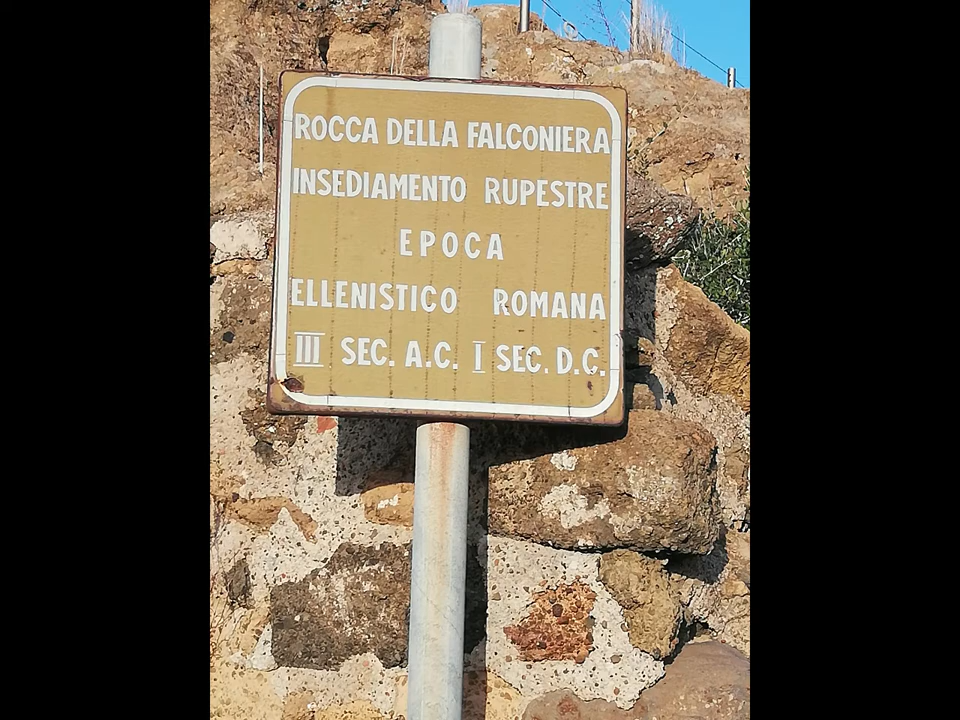 ROCCA DELLA FALCONIERA
INSEDIAMENTO RUPESTRE
EPOCA
ELLENISTICO ROMANA
III SEC. A.C. I SEC. D.C.